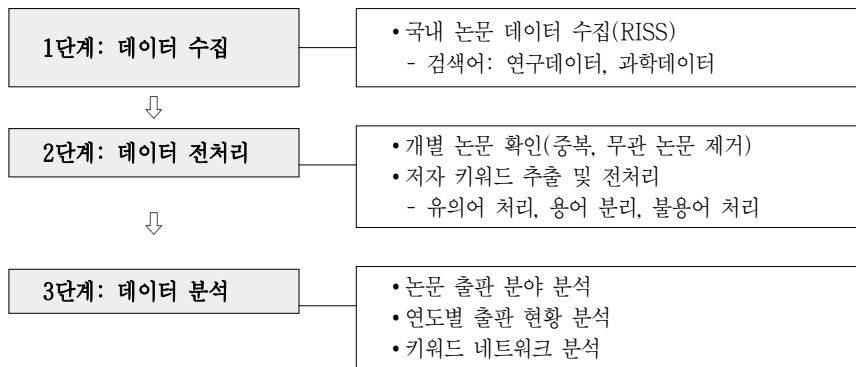 1단계: 데이터 수집
•국내 논문 데이터 수집(RISS)
- 검색어: 연구데이터, 과학데이터
2단계: 데이터 전처리
•개별 논문 확인(중복, 무관 논문 제거)
•저자 키워드 추출 및 전처리
- 유의어 처리, 용어 분리, 불용어 처리
3단계: 데이터 분석
•논문 출판 분야 분석
•연도별 출판 현황 분석
•키워드 네트워크 분석